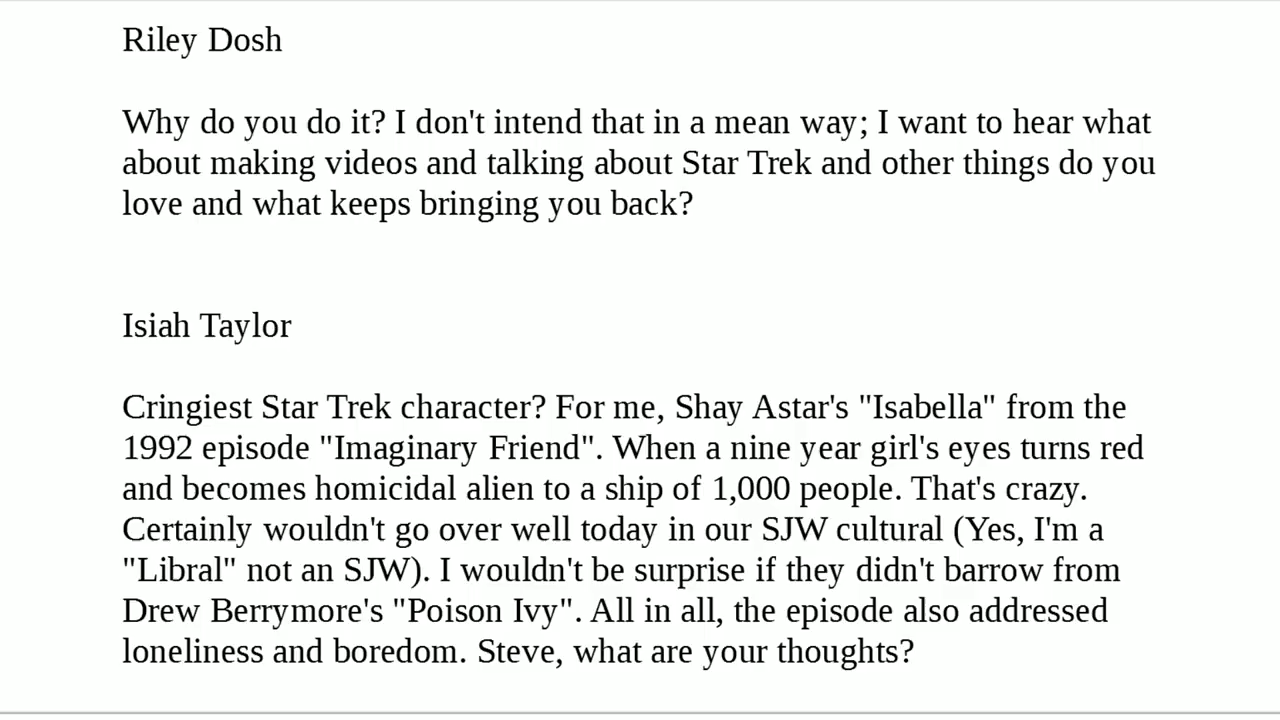 Riley Dosh
Why do you do it? I don't intend that in a mean way; I want to hear what
about making videos and talking about Star Trek and other things do you
love and what keeps bringing you back?
Isiah Taylor
Cringiest Star Trek character? For me, Shay Astar's "Isabella" from the
1992 episode "Imaginary Friend". When a nine year girl's eyes turns red
and becomes homicidal alien to a ship of 1,000 people. That's crazy.
Certainly wouldn't go over well today in our SJW cultural (Yes, I'm a
"Libral" not an SJW). I wouldn't be surprise if they didn't barrow from
Drew Berrymore's "Poison Ivy". All in all, the episode also addressed
loneliness and boredom. Steve, what are your thoughts?